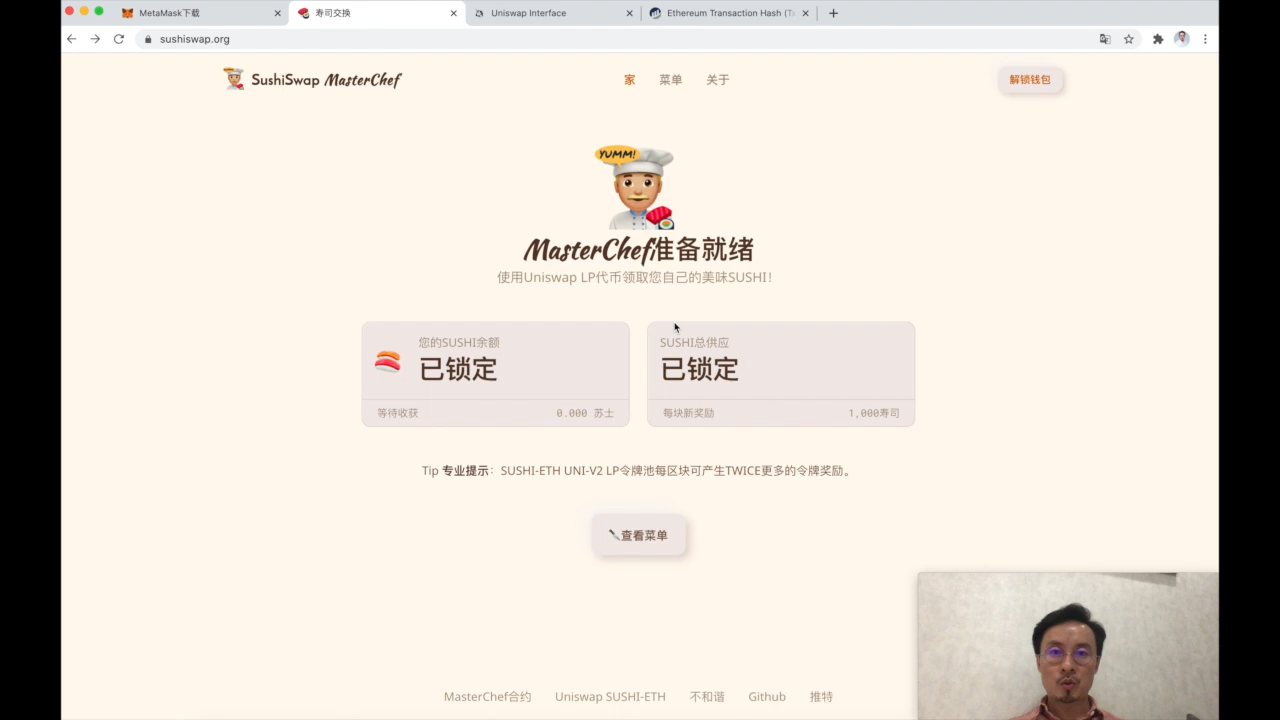 MetaMask下载
寿司交换
Uniswap Interface
Ethereum Transaction Hash (T
sushiswap.org
SushiSwap MasterChef
家
菜单
关于
解锁钱包
YUMM!
MasterChef准备就绪
使用Uniswap LP代币领取您自己的美味SUSHI!
您的SUSHI余额
已锁定
等待收获
0.000 苏士
SUSHI总供应
已锁定
每块新奖励
1,000寿司
Tip 专业提示：SUSHI-ETH UNI-V2 LP令牌池每区块可产生TWICE更多的令牌奖励。
查看菜单
MasterChef合约
Uniswap SUSHI-ETH
不和谐
Github
推特